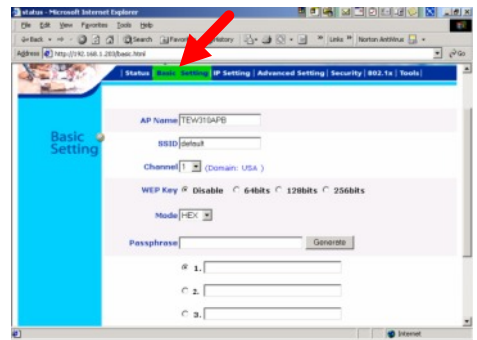 status - Microsoft Internet Explorer
File Edit View Favorites Tools Help
Back Search Favorites History Links Norton AntiVirus
Address http://192.168.1.203/basic.html Go
| Status Basic Setting IP Setting | Advanced Setting | Security | 802.1x | Tools |
Basic
Setting
AP Name TEW310APB
SSID default
Channel 1 (Domain: USA )
WEP Key Disable 64bits 128bits 256bits
Mode HEX
Passphrase Generate
1.
2.
3.
Internet